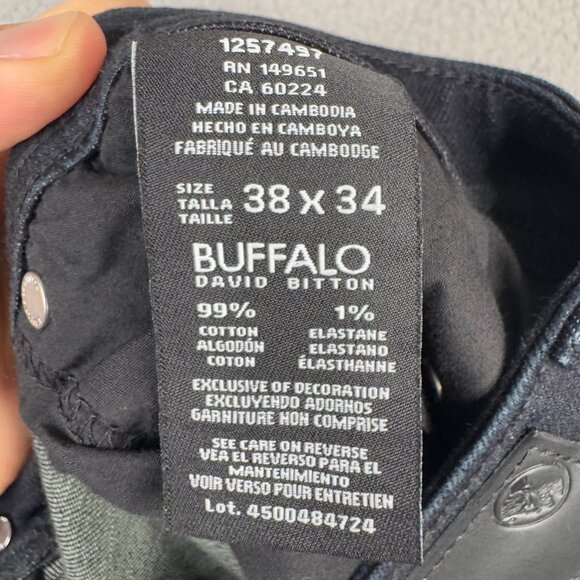 1257497
RN 149651
CA 60224
MADE IN CAMBODIA
HECHO EN CAMBOYA
FABRIQUÉ AU CAMBODGE
SIZE
TALLA
TAILLE
38 x 34
BUFFALO
DAVID BITTON
99% 1%
COTTON ELASTANE
ALGODÓN ELASTANO
COTON ÉLASTHANNE
EXCLUSIVE OF DECORATION
EXCLUYENDO ADORNOS
GARNITURE NON COMPRISE
SEE CARE ON REVERSE
VEA EL REVERSO PARA EL
MANTENIMIENTO
VOIR VERSO POUR ENTRETIEN
Lot. 4500484724